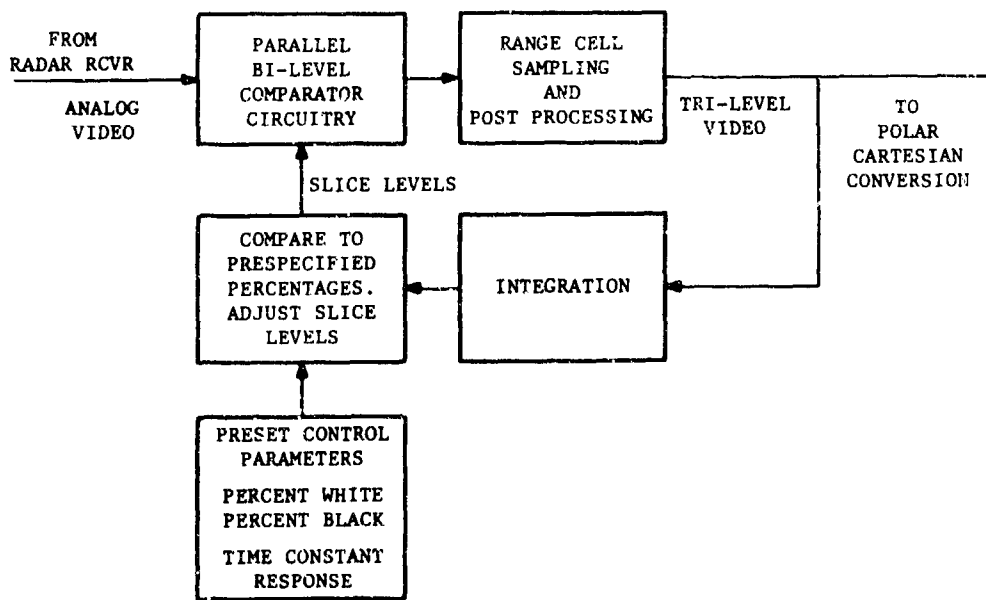 FROM
RADAR RCVR
ANALOG
VIDEO
PARALLEL
BI-LEVEL
COMPARATOR
CIRCUITRY
RANGE CELL
SAMPLING
AND
POST PROCESSING
TRI-LEVEL
VIDEO
TO
POLAR
CARTESIAN
CONVERSION
SLICE LEVELS
COMPARE TO
PRESPECIFIED
PERCENTAGES.
ADJUST SLICE
LEVELS
INTEGRATION
PRESET CONTROL
PARAMETERS
PERCENT WHITE
PERCENT BLACK
TIME CONSTANT
RESPONSE